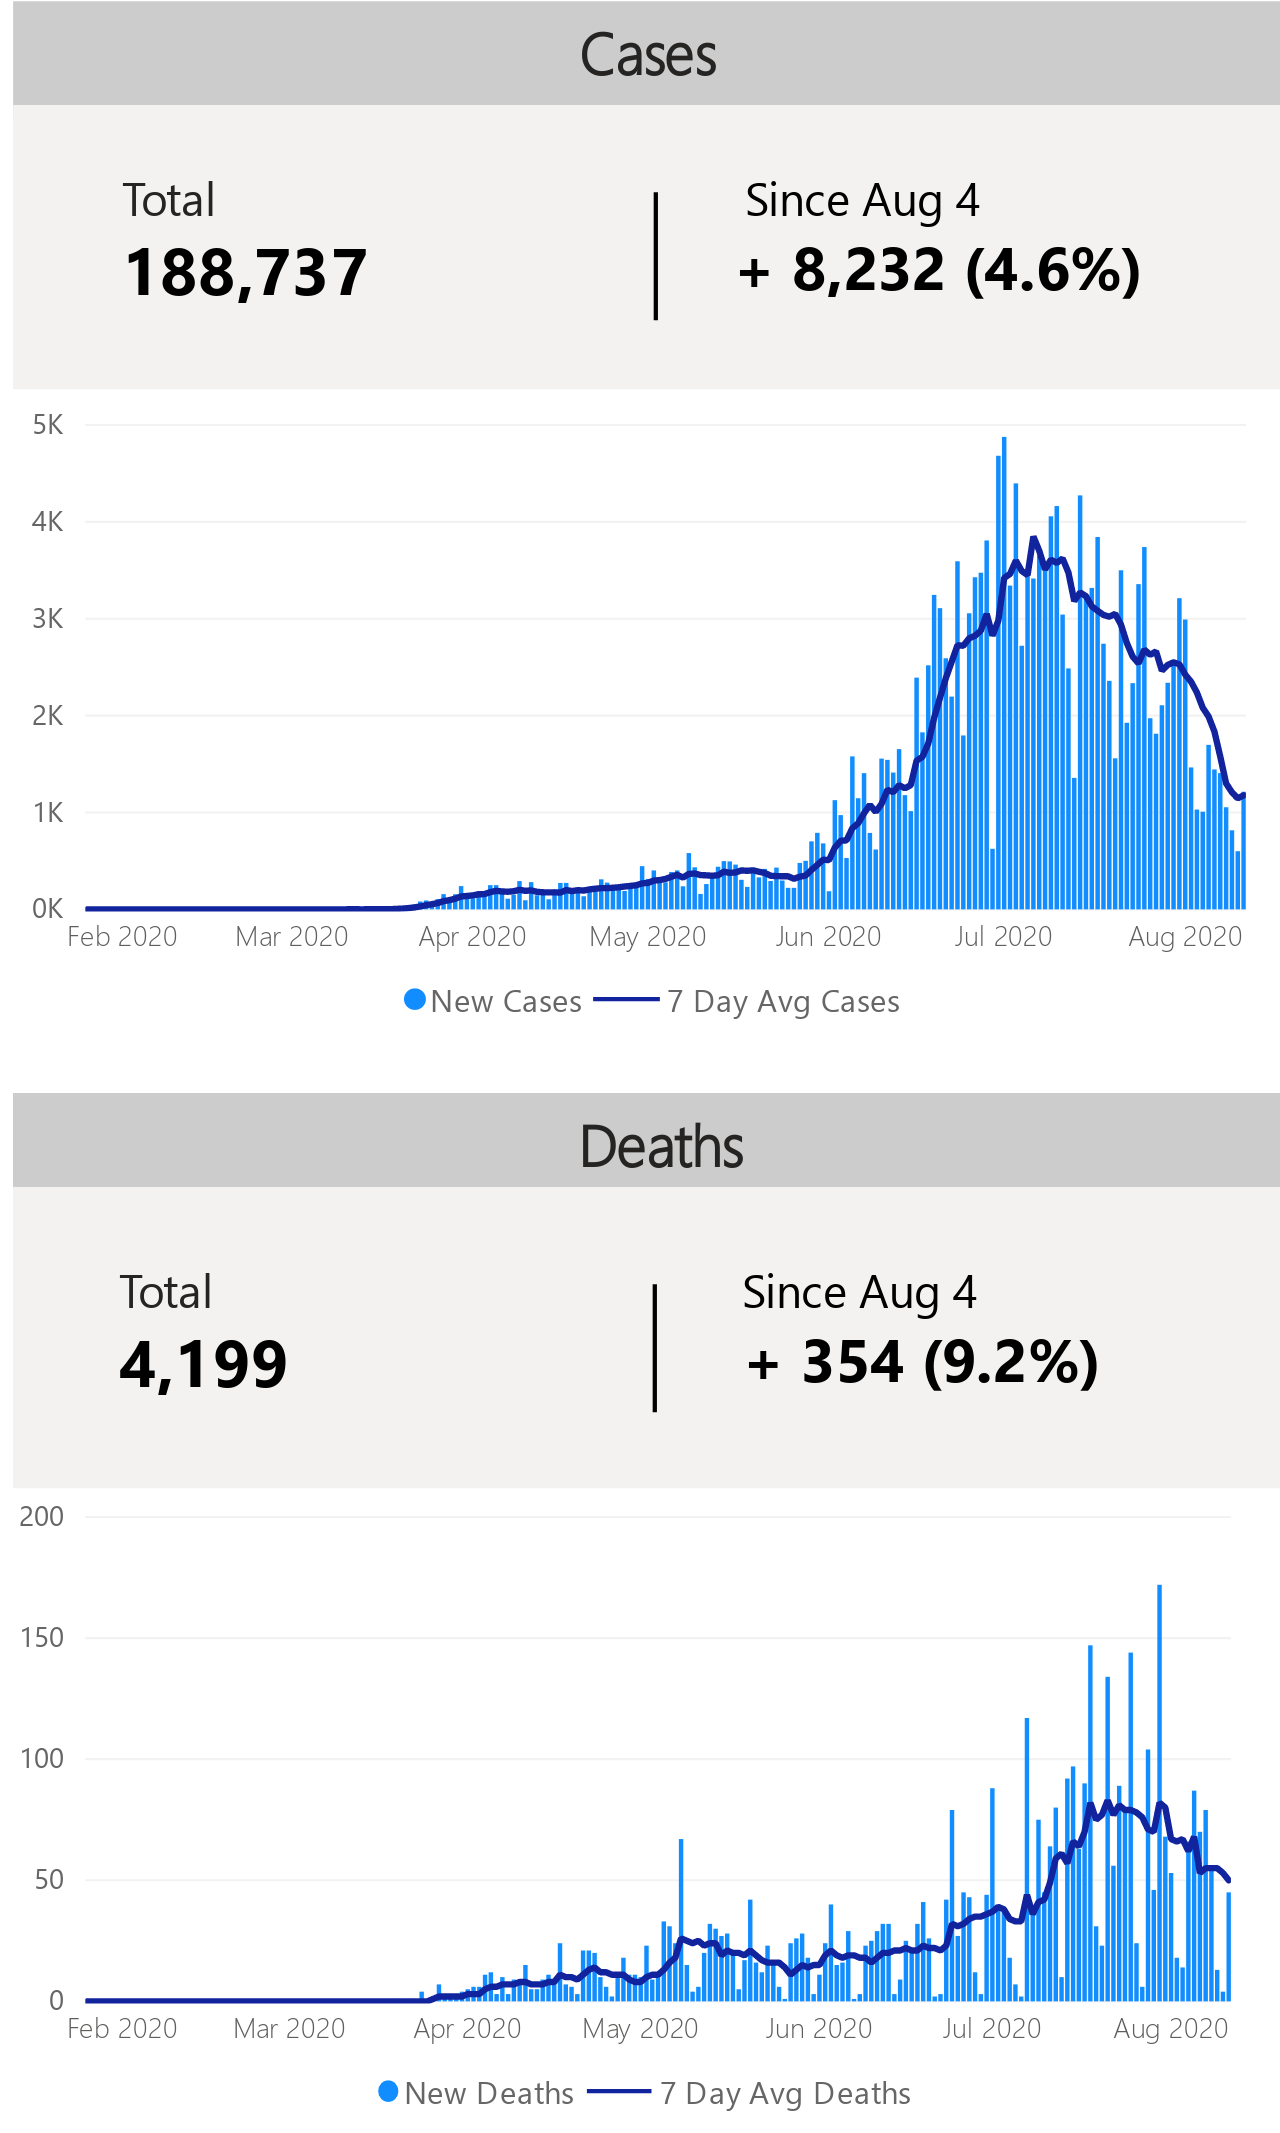 Cases
Total
Since Aug 4
188,737
+ 8,232 (4.6%)
5K
4K
3K
2K
1K
0K
Feb 2020 Mar 2020 Apr 2020 May 2020 Jun 2020 Jul 2020 Aug 2020
New Cases 7 Day Avg Cases
Deaths
Total
Since Aug 4
4,199
+ 354 (9.2%)
200
150
100
50
0
Feb 2020 Mar 2020 Apr 2020 May 2020 Jun 2020 Jul 2020 Aug 2020
New Deaths 7 Day Avg Deaths